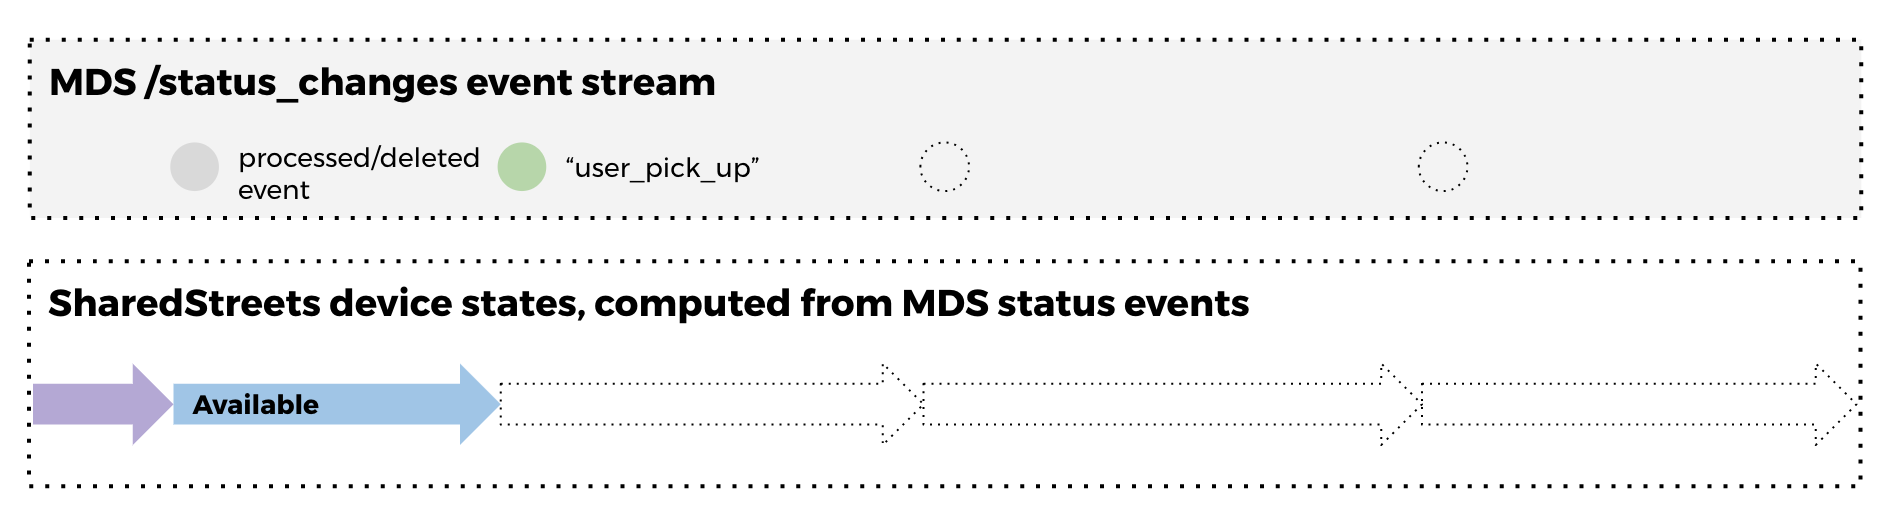 MDS /status_changes event stream
processed/deleted
event
“user_pick_up”
SharedStreets device states, computed from MDS status events
Available